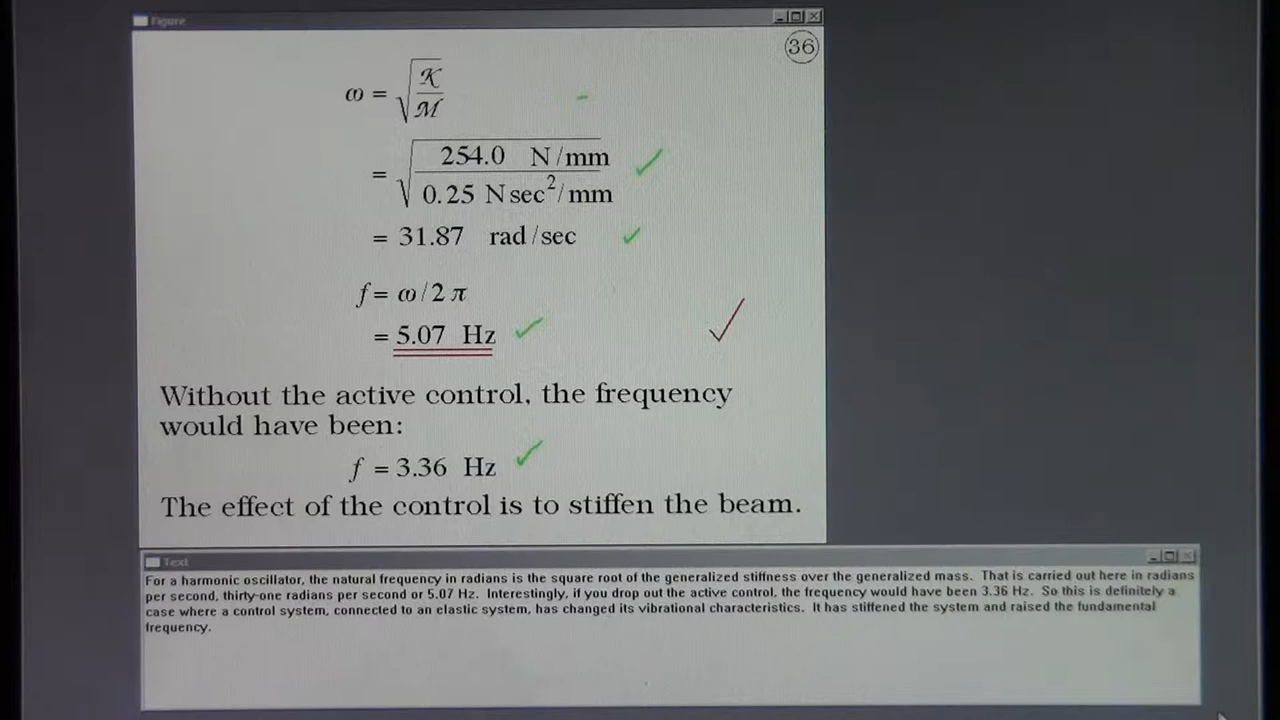 Figure
36
ω = √(𝒦/ℳ)
= √(254.0 N/mm / 0.25 N sec²/mm)
= 31.87 rad/sec
f = ω/2 π
= 5.07 Hz
Without the active control, the frequency
would have been:
f = 3.36 Hz
The effect of the control is to stiffen the beam.
Text
For a harmonic oscillator, the natural frequency in radians is the square root of the generalized stiffness over the generalized mass. That is carried out here in radians
per second, thirty-one radians per second or 5.07 Hz. Interestingly, if you drop out the active control, the frequency would have been 3.36 Hz. So this is definitely a
case where a control system, connected to an elastic system, has changed its vibrational characteristics. It has stiffened the system and raised the fundamental
frequency.